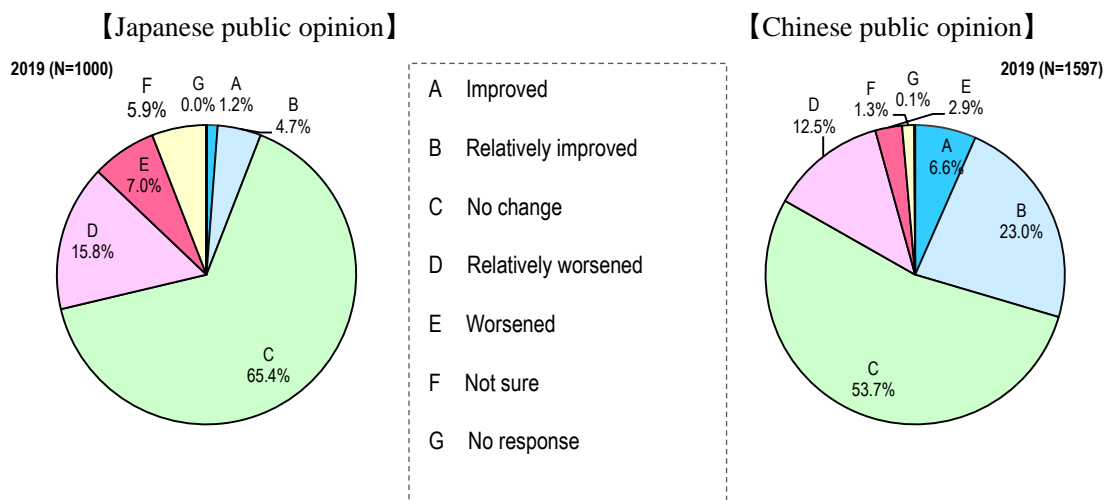 【Japanese public opinion】
2019 (N=1000)
A
1.2%
B
4.7%
C
65.4%
D
15.8%
E
7.0%
F
5.9%
G
0.0%
A Improved
B Relatively improved
C No change
D Relatively worsened
E Worsened
F Not sure
G No response
【Chinese public opinion】
2019 (N=1597)
A
6.6%
B
23.0%
C
53.7%
D
12.5%
F
1.3%
G
0.1%
E
2.9%